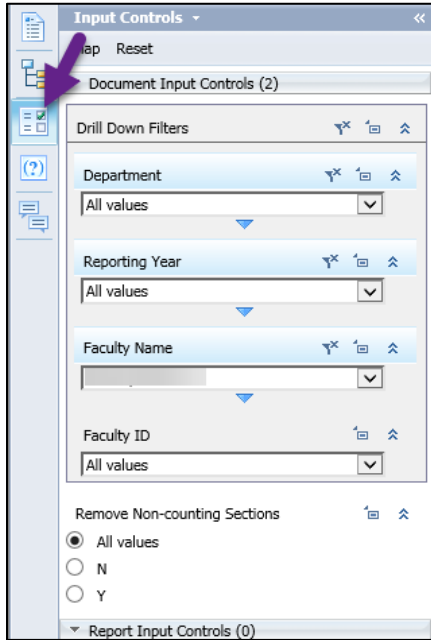 Input Controls
Reset
Document Input Controls (2)
Drill Down Filters
Department
All values
Reporting Year
All values
Faculty Name
Faculty ID
All values
Remove Non-counting Sections
All values
N
Y
Report Input Controls (0)
(?)